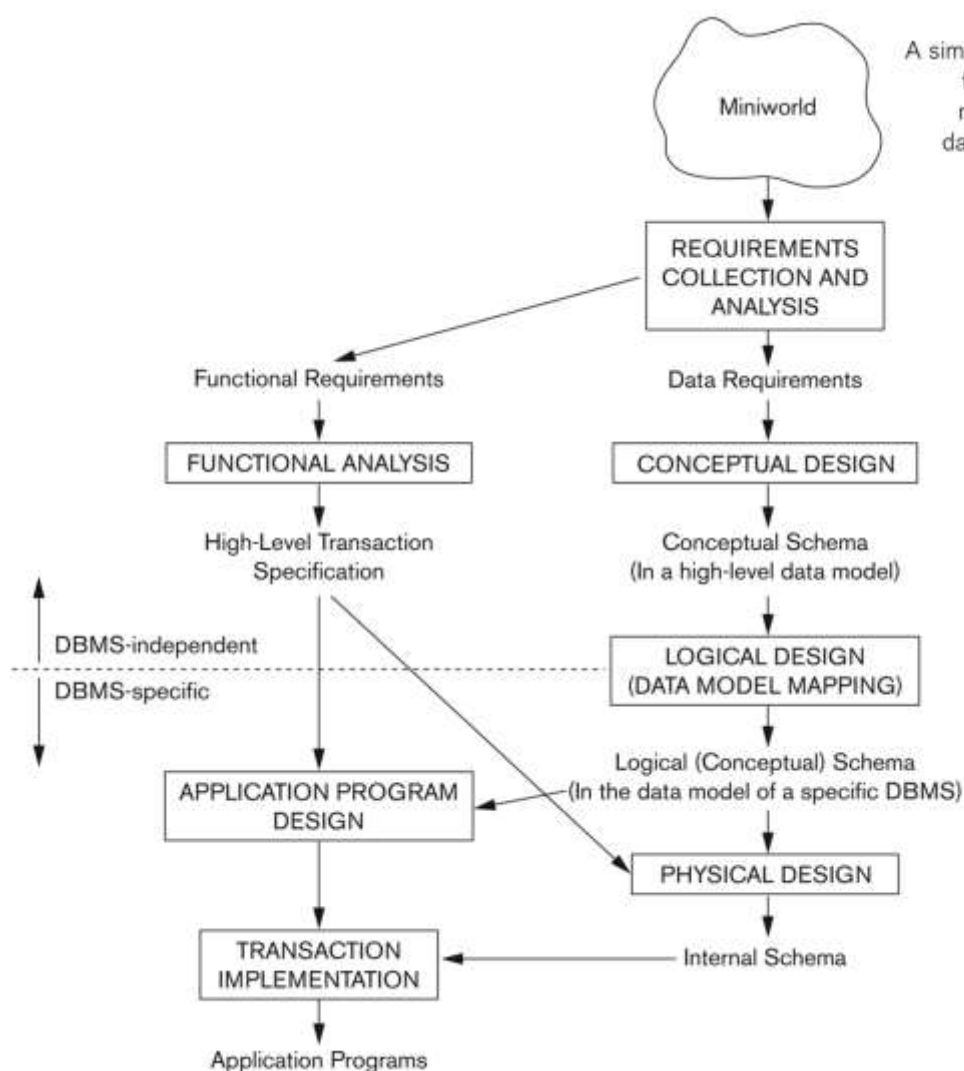 Miniworld
A sim
t
r
da
REQUIREMENTS
COLLECTION AND
ANALYSIS
Functional Requirements
Data Requirements
FUNCTIONAL ANALYSIS
CONCEPTUAL DESIGN
High-Level Transaction
Specification
Conceptual Schema
(In a high-level data model)
DBMS-independent
DBMS-specific
LOGICAL DESIGN
(DATA MODEL MAPPING)
Logical (Conceptual) Schema
(In the data model of a specific DBMS)
APPLICATION PROGRAM
DESIGN
PHYSICAL DESIGN
Internal Schema
TRANSACTION
IMPLEMENTATION
Application Programs